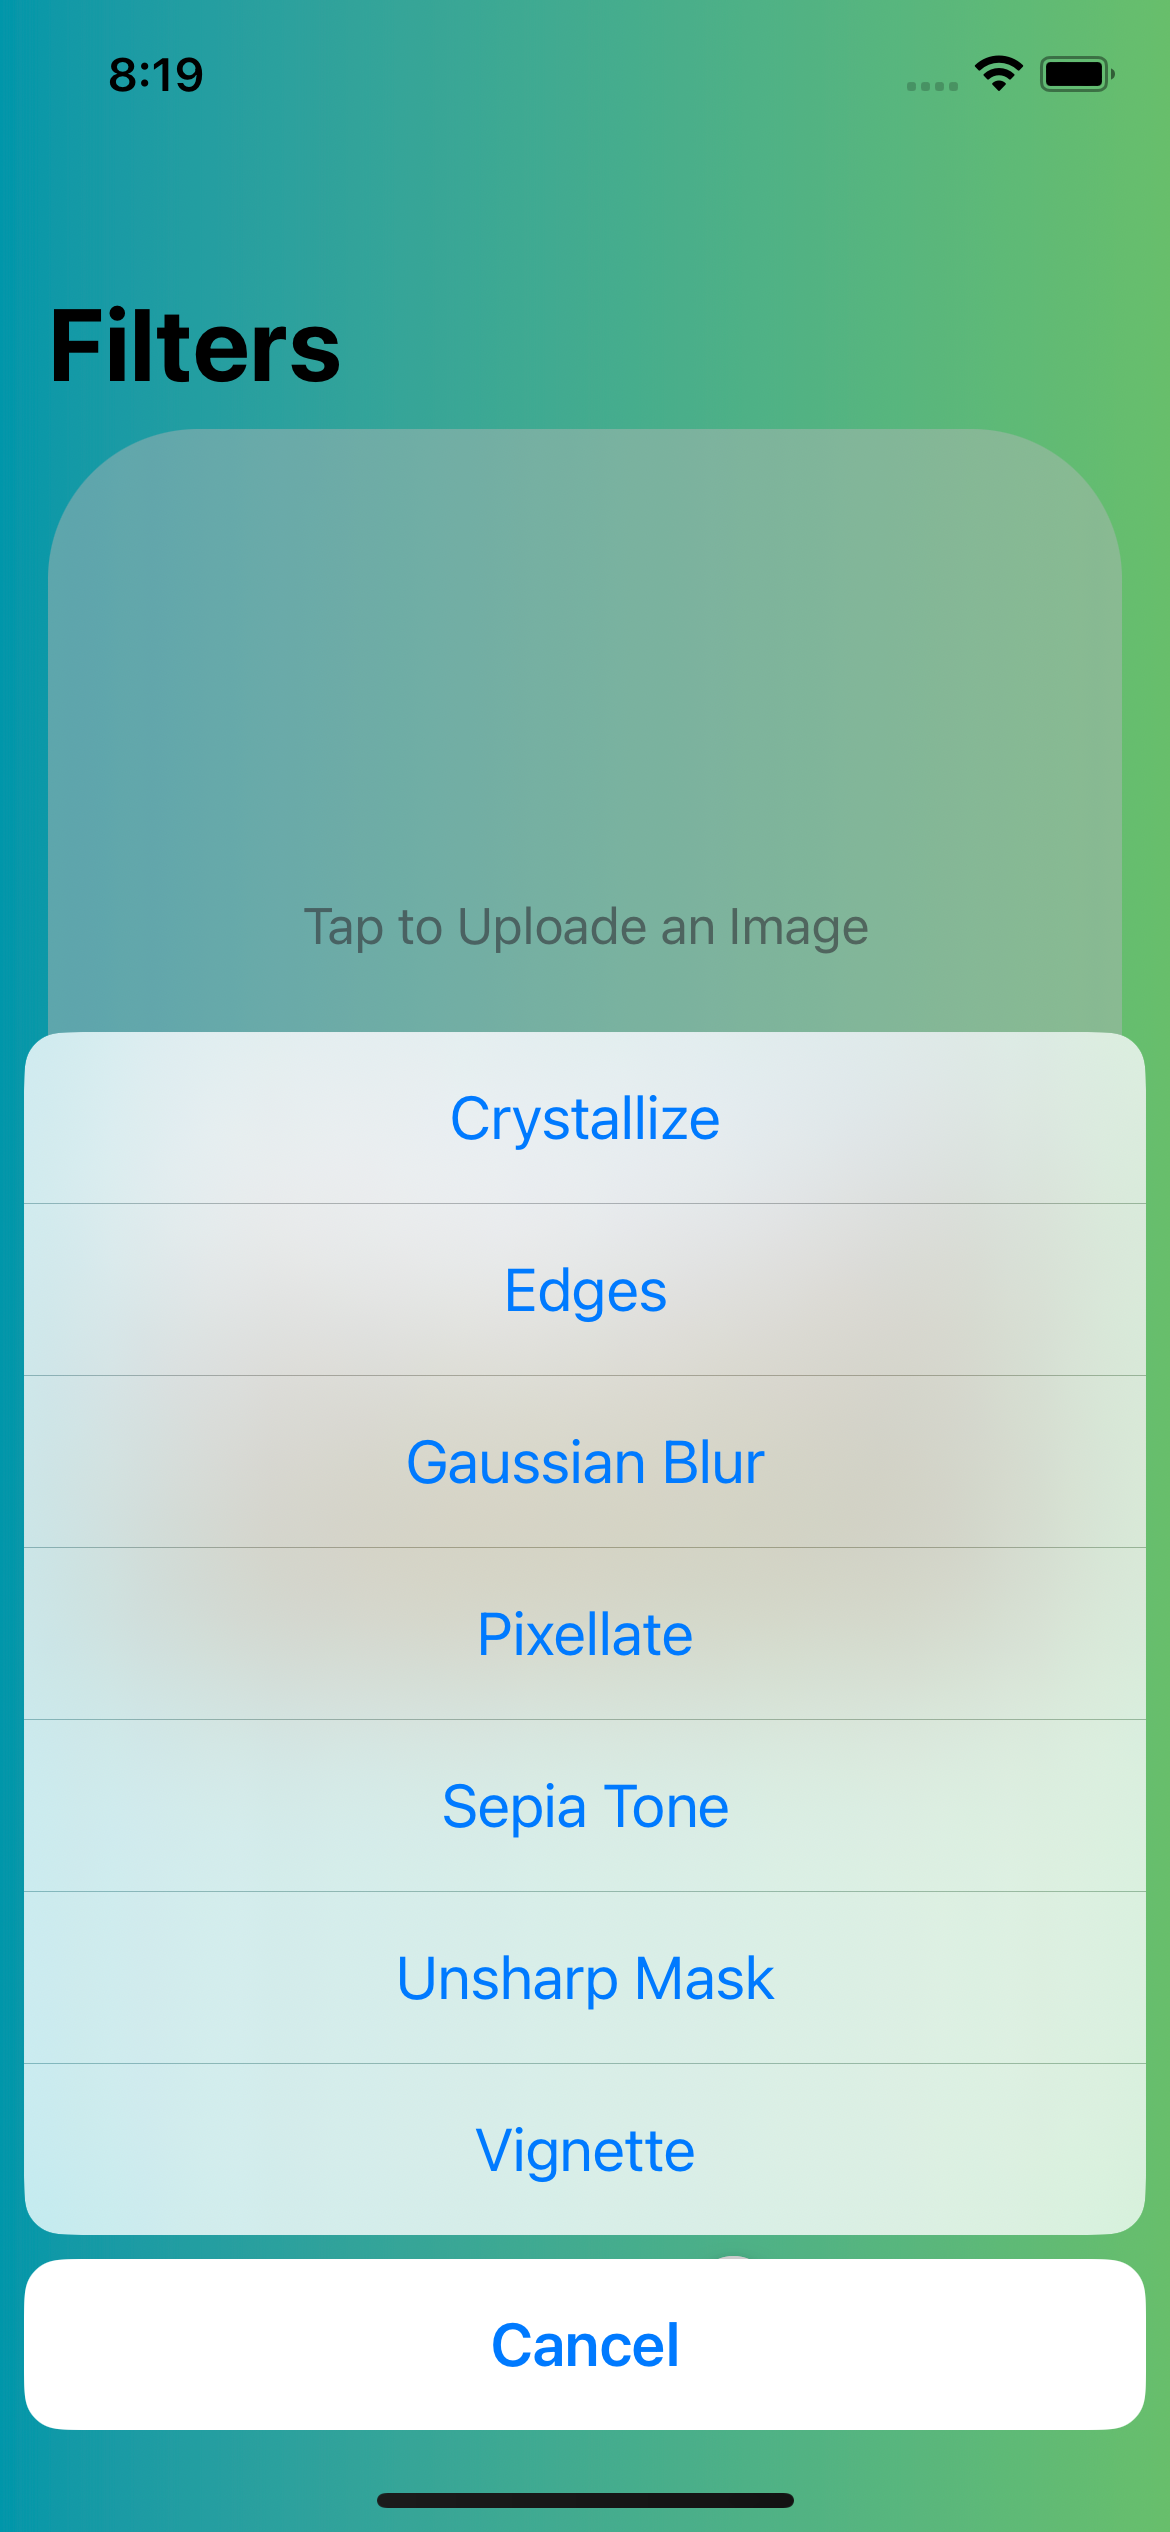 8:19
Filters
Tap to Uploade an Image
Crystallize
Edges
Gaussian Blur
Pixellate
Sepia Tone
Unsharp Mask
Vignette
Cancel